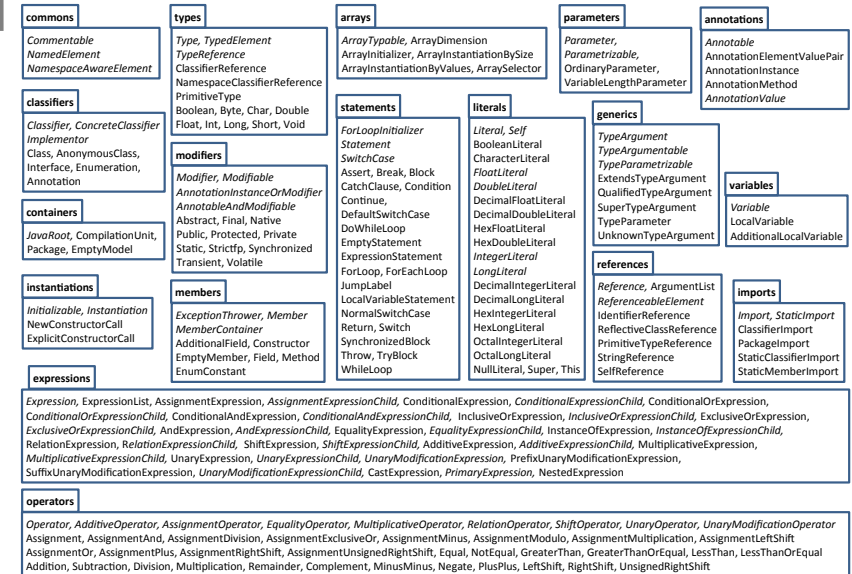 commons
Commentable
NamedElement
NamespaceAwareElement
types
Type, TypedElement
TypeReference
ClassifierReference
NamespaceClassifierReference
PrimitiveType
Boolean, Byte, Char, Double
Float, Int, Long, Short, Void
arrays
ArrayTypable, ArrayDimension
ArrayInitializer, ArrayInstantiationBySize
ArrayInstantiationByValues, ArraySelector
parameters
Parameter,
Parametrizable,
OrdinaryParameter,
VariableLengthParameter
annotations
Annotable
AnnotationElementValuePair
AnnotationInstance
AnnotationMethod
AnnotationValue
classifiers
Classifier, ConcreteClassifier
Implementor
Class, AnonymousClass,
Interface, Enumeration,
Annotation
modifiers
Modifier, Modifiable
AnnotationInstanceOrModifier
AnnotableAndModifiable
Abstract, Final, Native
Public, Protected, Private
Static, Strictfp, Synchronized
Transient, Volatile
statements
ForLoopInitializer
Statement
SwitchCase
Assert, Break, Block
CatchClause, Condition
Continue,
DefaultSwitchCase
DoWhileLoop
EmptyStatement
ExpressionStatement
ForLoop, ForEachLoop
JumpLabel
LocalVariableStatement
NormalSwitchCase
Return, Switch
SynchronizedBlock
Throw, TryBlock
WhileLoop
literals
Literal, Self
BooleanLiteral
CharacterLiteral
FloatLiteral
DoubleLiteral
DecimalFloatLiteral
DecimalDoubleLiteral
HexFloatLiteral
HexDoubleLiteral
IntegerLiteral
LongLiteral
DecimalIntegerLiteral
DecimalLongLiteral
HexIntegerLiteral
HexLongLiteral
OctalIntegerLiteral
OctalLongLiteral
NullLiteral, Super, This
generics
TypeArgument
TypeArgumentable
TypeParametrizable
ExtendsTypeArgument
QualifiedTypeArgument
SuperTypeArgument
TypeParameter
UnknownTypeArgument
variables
Variable
LocalVariable
AdditionalLocalVariable
containers
JavaRoot, CompilationUnit,
Package, EmptyModel
instantiations
Initializable, Instantiation
NewConstructorCall
ExplicitConstructorCall
members
ExceptionThrower, Member
MemberContainer
AdditionalField, Constructor
EmptyMember, Field, Method
EnumConstant
references
Reference, ArgumentList
ReferenceableElement
IdentifierReference
ReflectiveClassReference
PrimitiveTypeReference
StringReference
SelfReference
imports
Import, StaticImport
ClassifierImport
PackageImport
StaticClassifierImport
StaticMemberImport
expressions
Expression, ExpressionList, AssignmentExpression, AssignmentExpressionChild, ConditionalExpression, ConditionalExpressionChild, ConditionalOrExpression,
ConditionalOrExpressionChild, ConditionalAndExpression, ConditionalAndExpressionChild, InclusiveOrExpression, InclusiveOrExpressionChild, ExclusiveOrExpression,
ExclusiveOrExpressionChild, AndExpression, AndExpressionChild, EqualityExpression, EqualityExpressionChild, InstanceOfExpression, InstanceOfExpressionChild,
RelationExpression, RelationExpressionChild, ShiftExpression, ShiftExpressionChild, AdditiveExpression, AdditiveExpressionChild, MultiplicativeExpression,
MultiplicativeExpressionChild, UnaryExpression, UnaryExpressionChild, UnaryModificationExpression, PrefixUnaryModificationExpression,
SuffixUnaryModificationExpression, UnaryModificationExpressionChild, CastExpression, PrimaryExpression, NestedExpression
operators
Operator, AdditiveOperator, AssignmentOperator, EqualityOperator, MultiplicativeOperator, RelationOperator, ShiftOperator, UnaryOperator, UnaryModificationOperator
Assignment, AssignmentAnd, AssignmentDivision, AssignmentExclusiveOr, AssignmentMinus, AssignmentModulo, AssignmentMultiplication, AssignmentLeftShift
AssignmentOr, AssignmentPlus, AssignmentRightShift, AssignmentUnsignedRightShift, Equal, NotEqual, GreaterThan, GreaterThanOrEqual, LessThan, LessThanOrEqual
Addition, Subtraction, Division, Multiplication, Remainder, Complement, MinusMinus, Negate, PlusPlus, LeftShift, RightShift, UnsignedRightShift